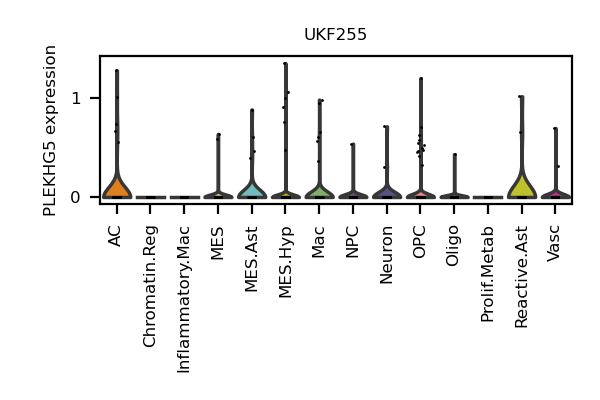 UKF255
PLEKHG5 expression
1
0
AC
Chromatin.Reg
Inflammatory.Mac
MES
MES.Ast
MES.Hyp
Mac
NPC
Neuron
OPC
Oligo
Prolif.Metab
Reactive.Ast
Vasc